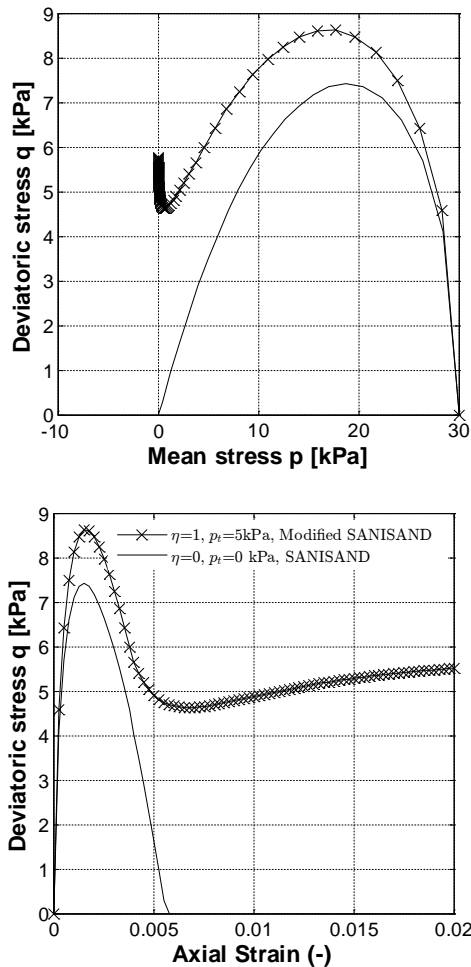 9
8
7
6
5
4
3
2
1
0
Deviatoric stress q [kPa]
-10 0 10 20 30
Mean stress p [kPa]
9
8
7
6
5
4
3
2
1
0
Deviatoric stress q [kPa]
η=1, pₜ=5kPa, Modified SANISAND
η=0, pₜ=0 kPa, SANISAND
0 0.005 0.01 0.015 0.02
Axial Strain (-)